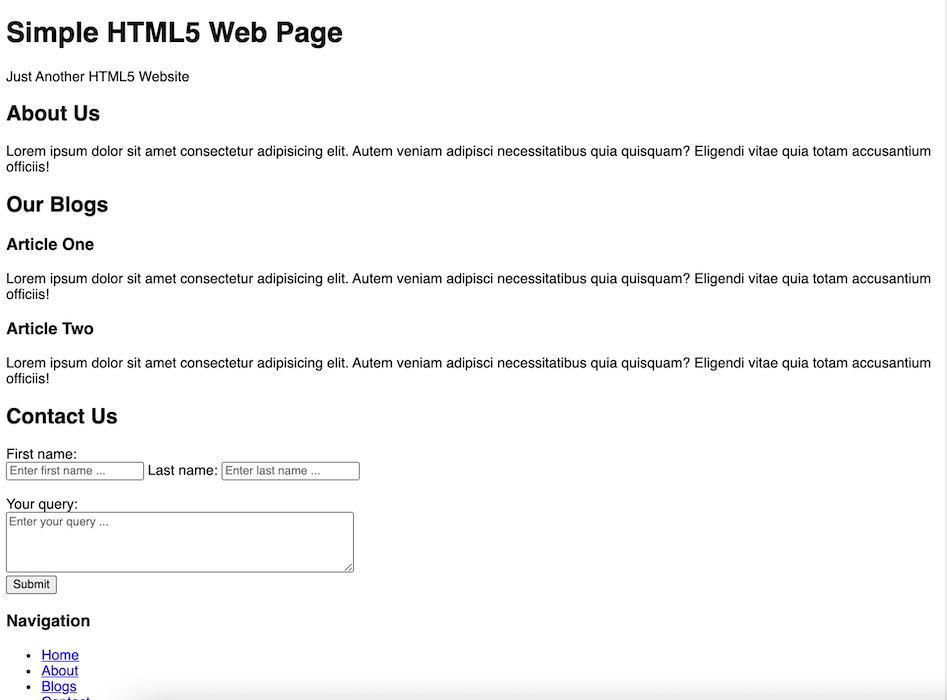 Simple HTML5 Web Page
Just Another HTML5 Website
About Us
Lorem ipsum dolor sit amet consectetur adipisicing elit. Autem veniam adipisci necessitatibus quia quisquam? Eligendi vitae quia totam accusantium
officiis!
Our Blogs
Article One
Lorem ipsum dolor sit amet consectetur adipisicing elit. Autem veniam adipisci necessitatibus quia quisquam? Eligendi vitae quia totam accusantium
officiis!
Article Two
Lorem ipsum dolor sit amet consectetur adipisicing elit. Autem veniam adipisci necessitatibus quia quisquam? Eligendi vitae quia totam accusantium
officiis!
Contact Us
First name:
Enter first name ... Last name: Enter last name ...
Your query:
Enter your query ...
Submit
Navigation
Home
About
Blogs
Contact